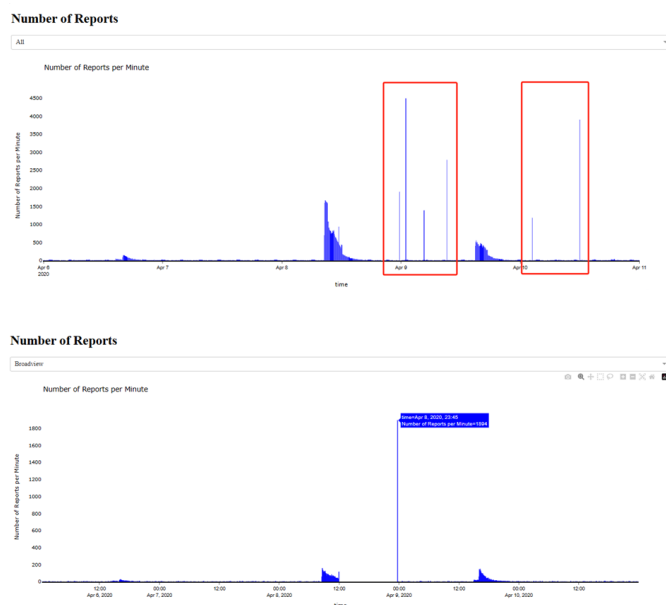 Number of Reports
All
Number of Reports per Minute
4500
4000
3500
3000
2500
2000
1500
1000
500
0
Number of Reports per Minute
Apr 6 Apr 7 Apr 8 Apr 9 Apr 10 Apr 11
2020
time
Number of Reports
Broadview
Number of Reports per Minute
time=Apr 8, 2020, 23:45
Number of Reports per Minute=1894
1800
1600
1400
1200
1000
800
600
400
200
0
Number of Reports per Minute
12:00 00:00 12:00 00:00 12:00 00:00 12:00 00:00 12:00
Apr 6, 2020 Apr 7, 2020 Apr 8, 2020 Apr 9, 2020 Apr 10, 2020
time